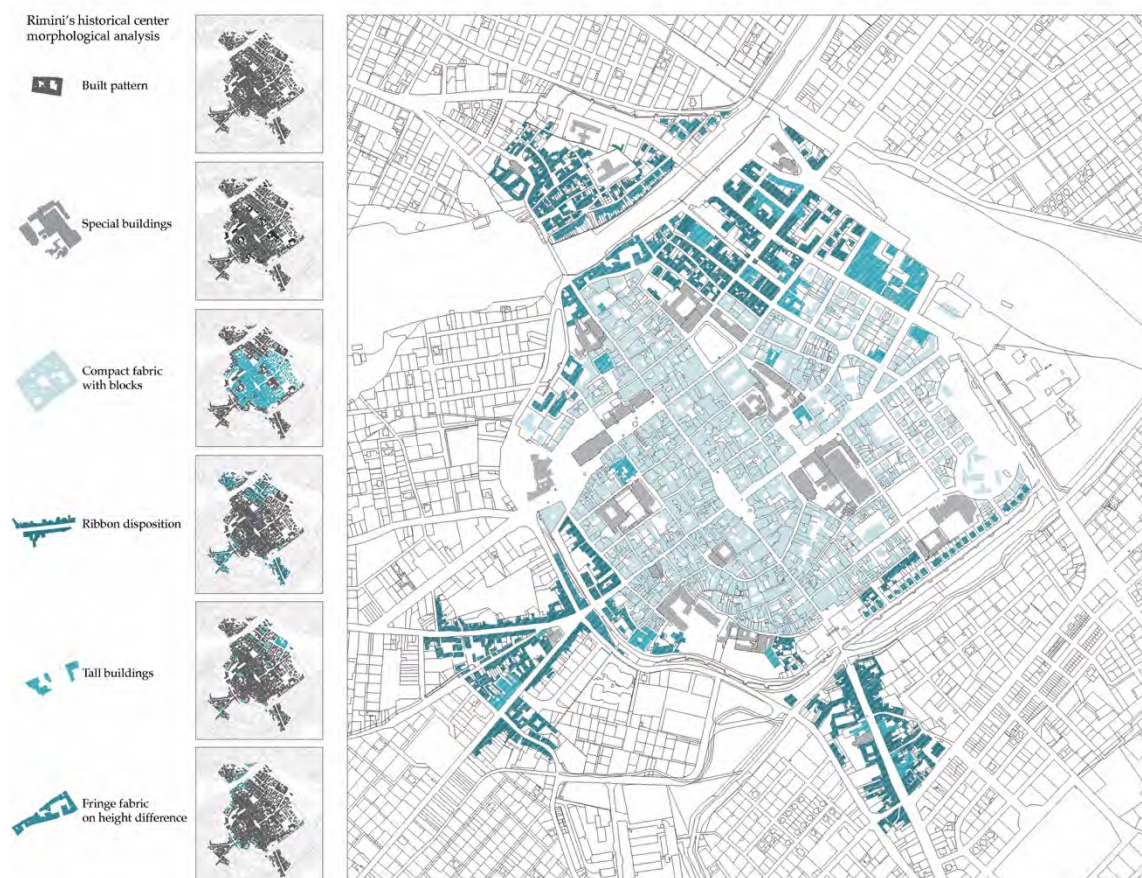 Rimini's historical center
morphological analysis
Built pattern
Special buildings
Compact fabric
with blocks
Ribbon disposition
Tall buildings
Fringe fabric
on height difference